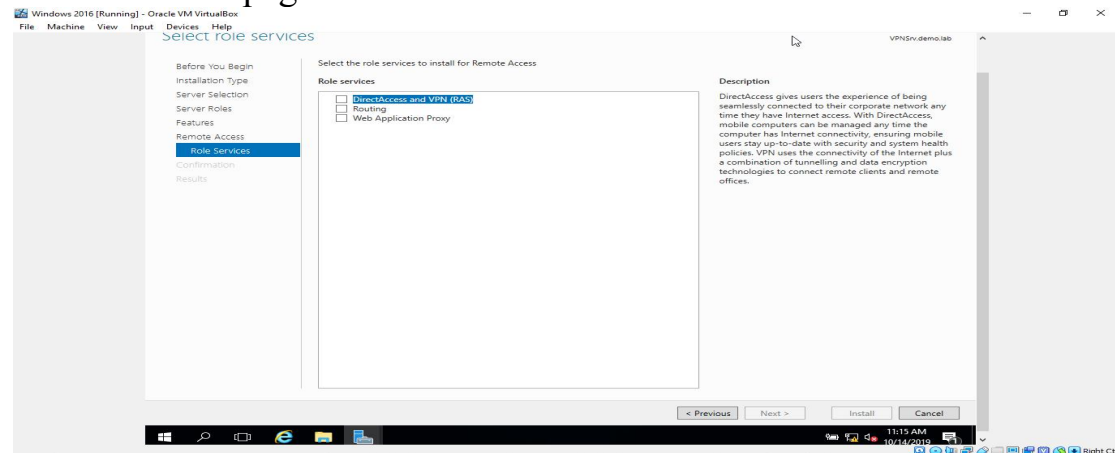 Windows 2016 [Running] - Oracle VM VirtualBox
File Machine View Input Devices Help
Select role services
VPNSrv.demo.lab
Before You Begin
Installation Type
Server Selection
Server Roles
Features
Remote Access
Role Services
Confirmation
Results
Select the role services to install for Remote Access
Role services
DirectAccess and VPN (RAS)
Routing
Web Application Proxy
Description
DirectAccess gives users the experience of being
seamlessly connected to their corporate network any
time they have Internet access. With DirectAccess,
mobile computers can be managed any time the
computer has Internet connectivity, ensuring mobile
users stay up-to-date with security and system health
policies. VPN uses the connectivity of the Internet plus
a combination of tunnelling and data encryption
technologies to connect remote clients and remote
offices.
< Previous Next > Install Cancel
11:15 AM
10/14/2019
Right